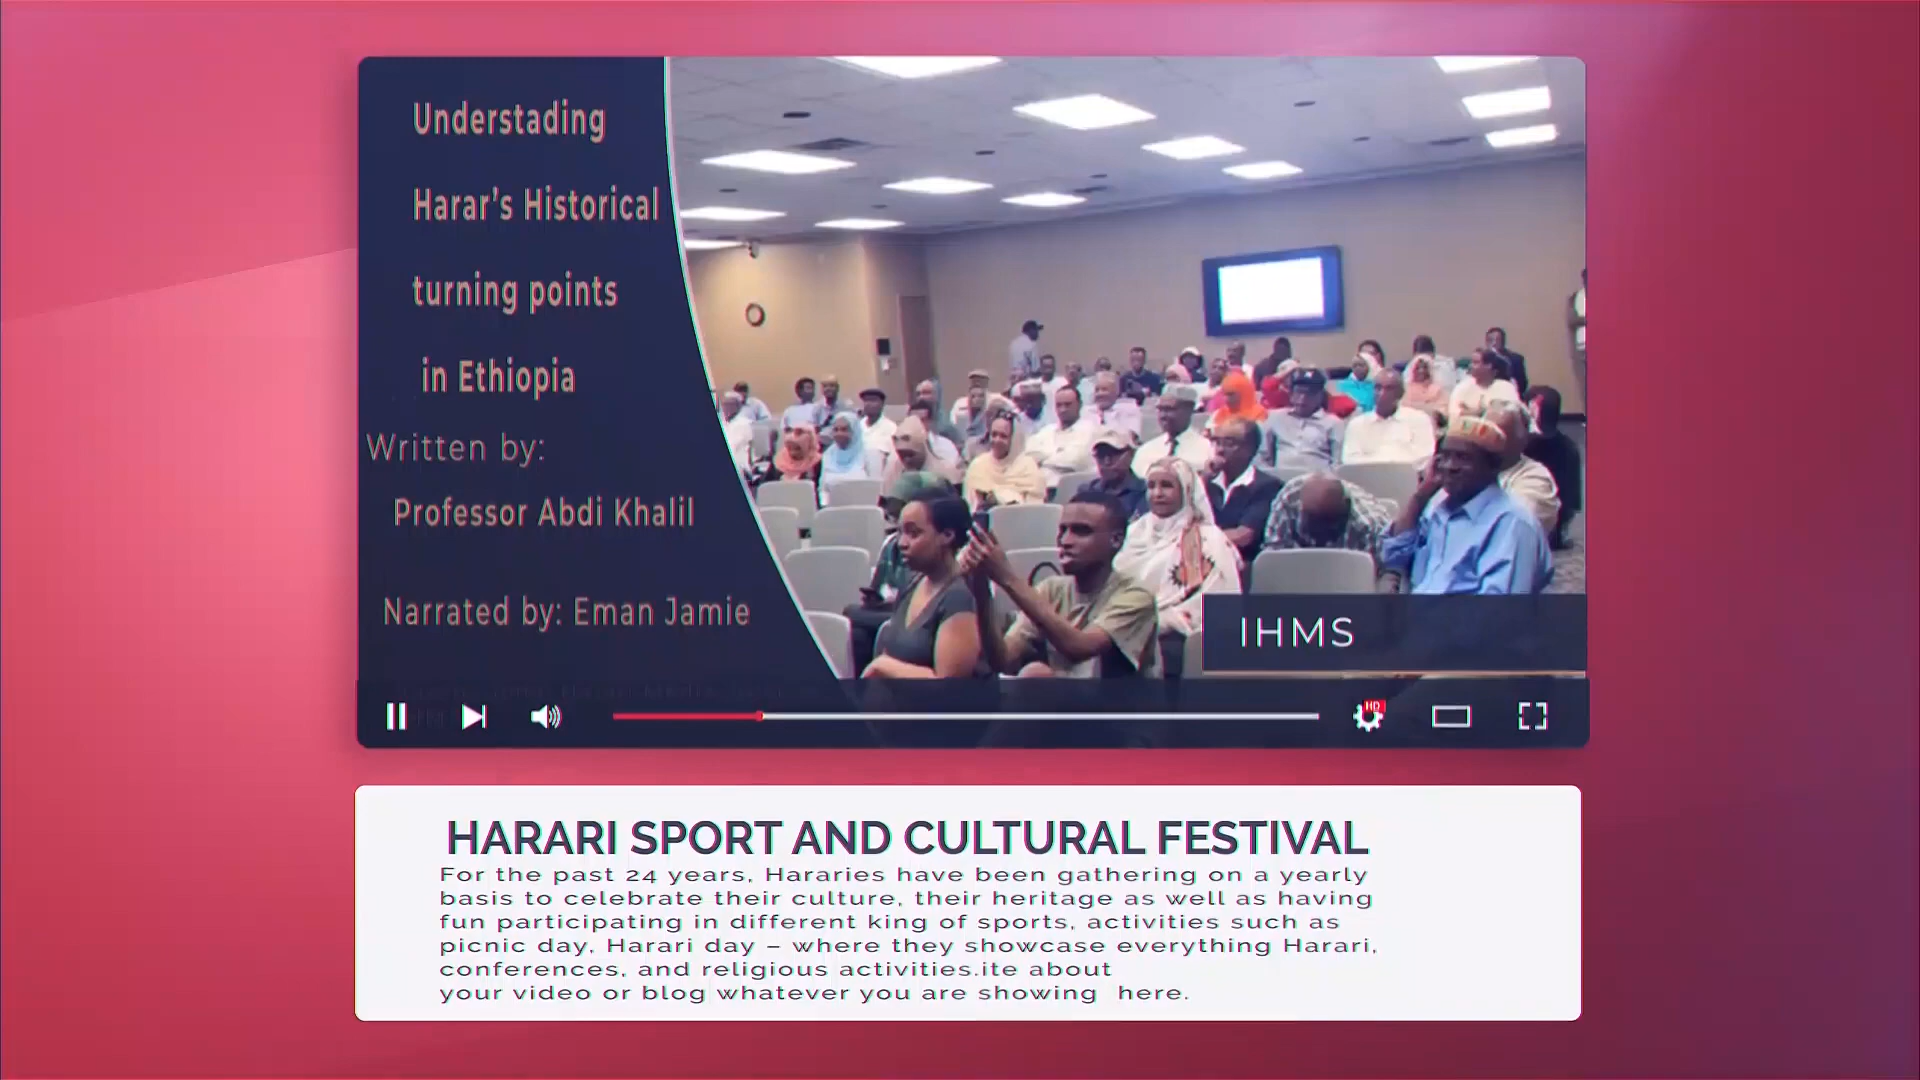 Understading
Harar's Historical
turning points
in Ethiopia
Written by:
Professor Abdi Khalil
Narrated by: Eman Jamie
IHMS
HD
HARARI SPORT AND CULTURAL FESTIVAL
For the past 24 years, Hararies have been gathering on a yearly
basis to celebrate their culture, their heritage as well as having
fun participating in different king of sports, activities such as
picnic day, Harari day – where they showcase everything Harari,
conferences, and religious activities.ite about
your video or blog whatever you are showing here.